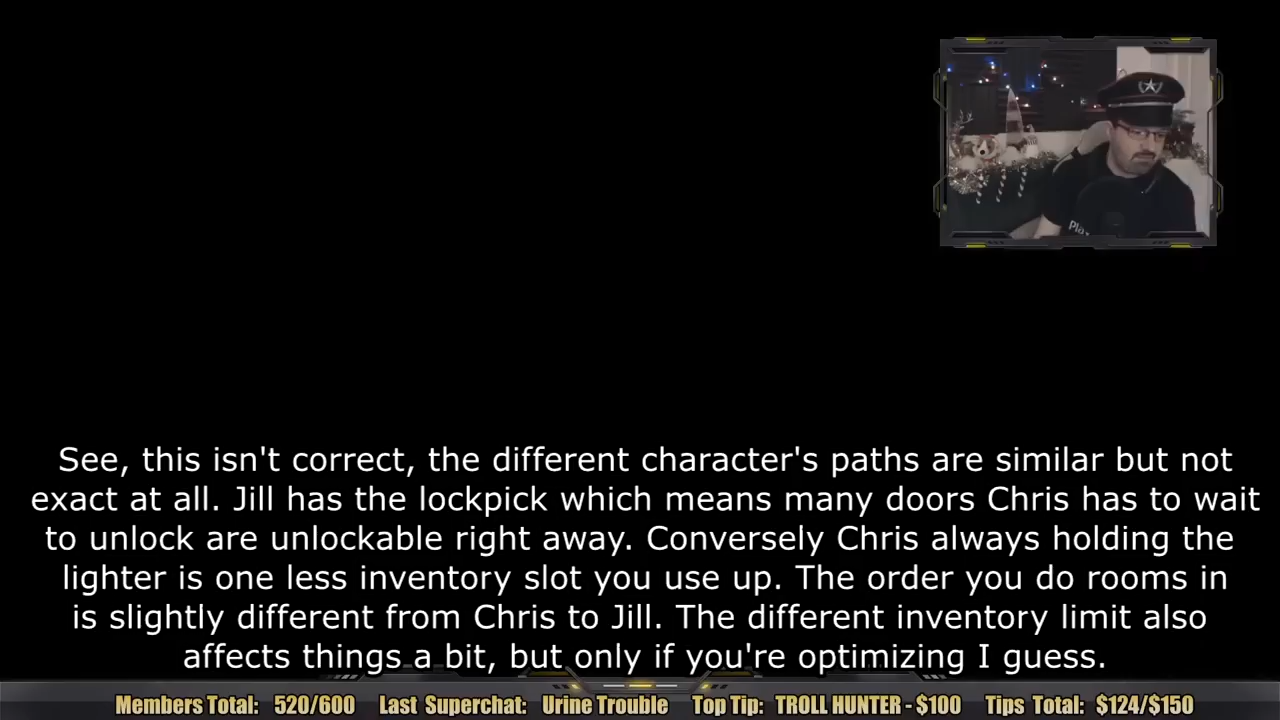 See, this isn't correct, the different character's paths are similar but not
exact at all. Jill has the lockpick which means many doors Chris has to wait
to unlock are unlockable right away. Conversely Chris always holding the
lighter is one less inventory slot you use up. The order you do rooms in
is slightly different from Chris to Jill. The different inventory limit also
affects things a bit, but only if you're optimizing I guess.
Members Total: 520/600 Last Superchat: Urine Trouble Top Tip: TROLL HUNTER - $100 Tips Total: $124/$150